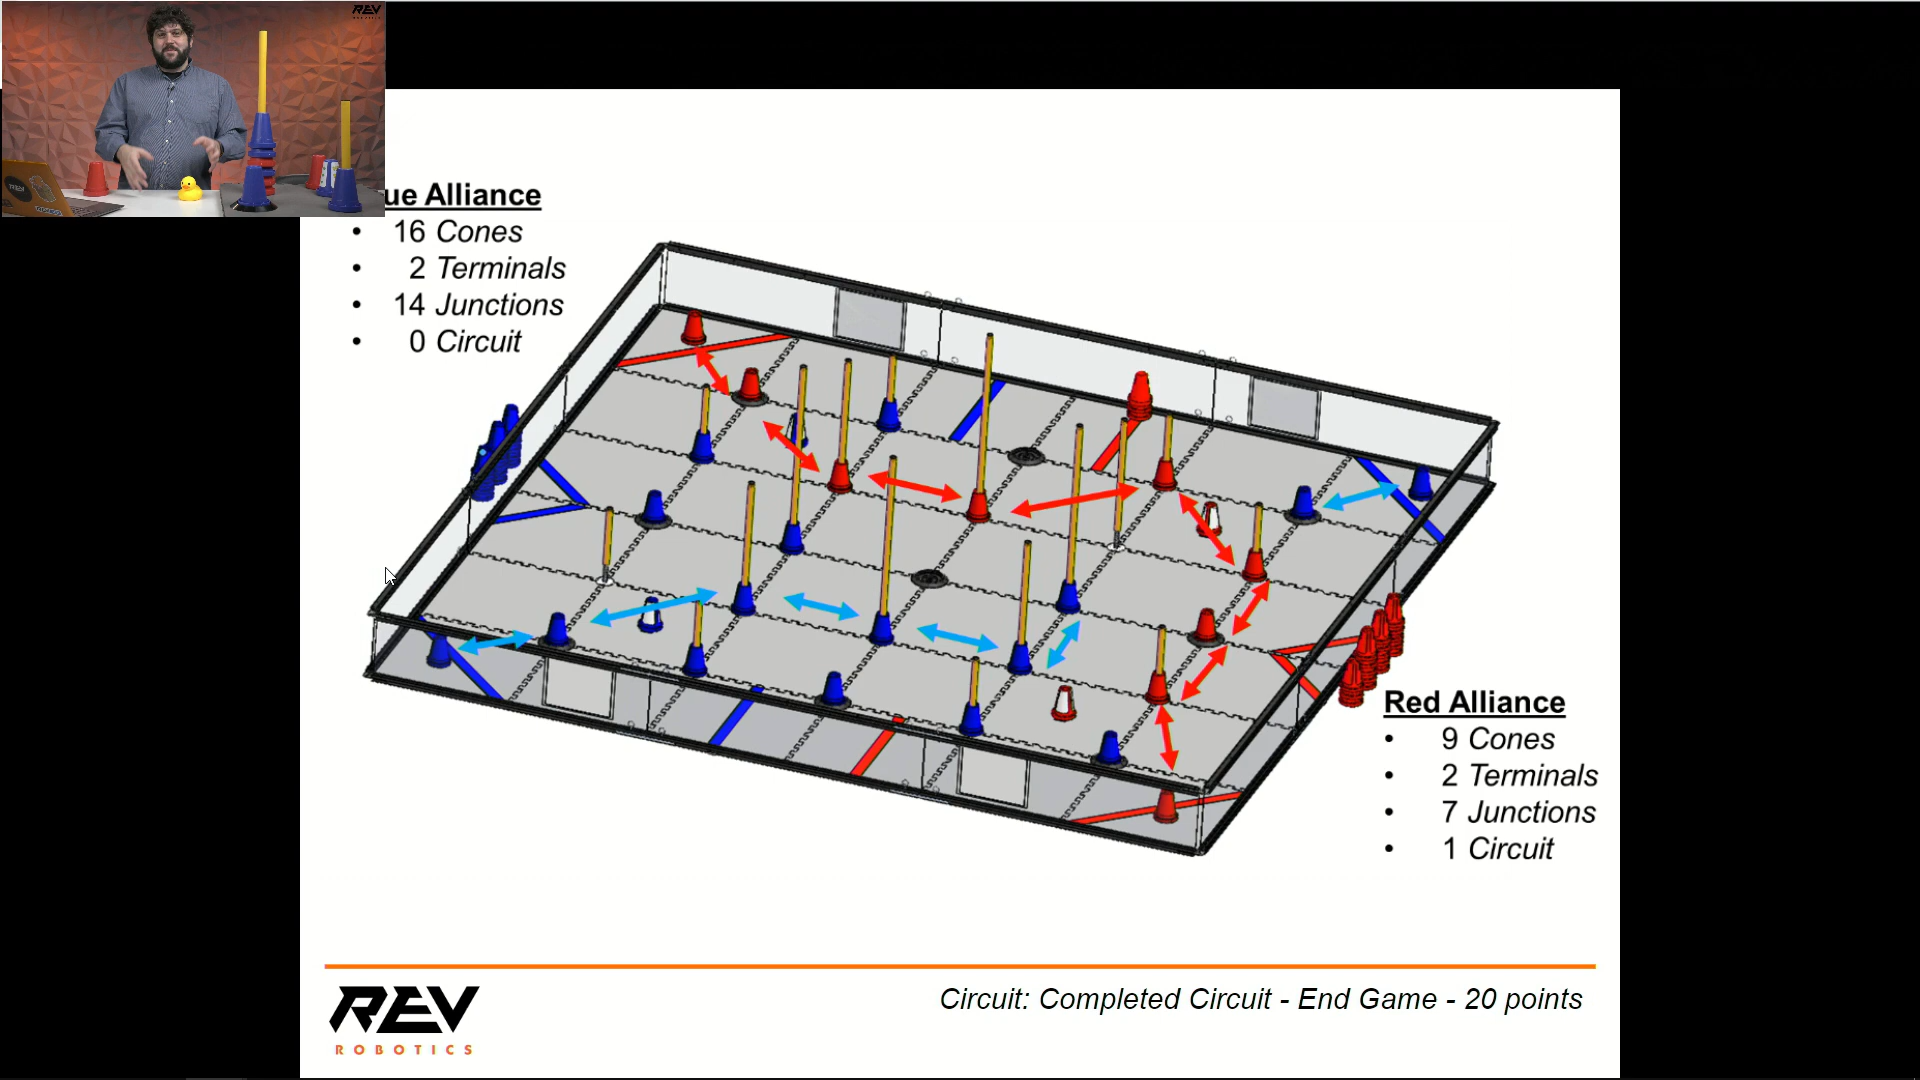 REV
ue Alliance
• 16 Cones
• 2 Terminals
• 14 Junctions
• 0 Circuit
Red Alliance
• 9 Cones
• 2 Terminals
• 7 Junctions
• 1 Circuit
Circuit: Completed Circuit - End Game - 20 points
REV
ROBOTICS